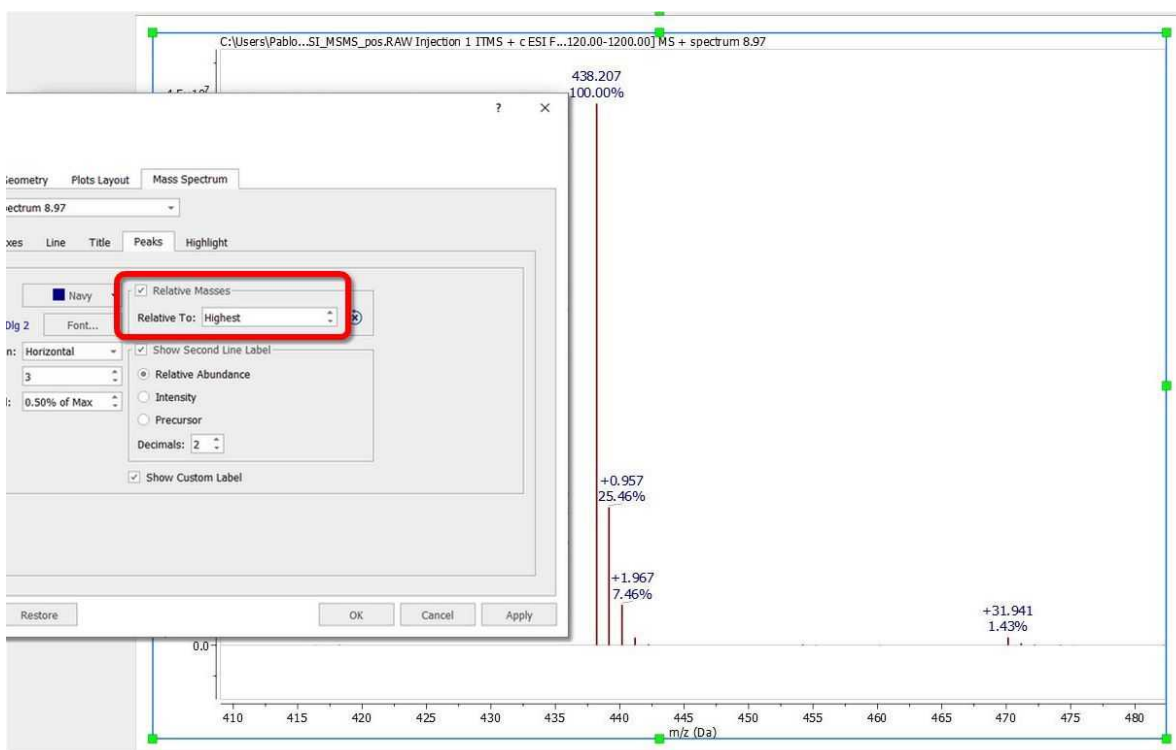 C:\Users\Pablo...SI_MSMS_pos.RAW Injection 1 ITMS + c ESI F...120.00-1200.00] MS + spectrum 8.97
438.207
100.00%
? ×
Plots Layout Mass Spectrum
spectrum 8.97
Line Title Peaks Highlight
Navy Relative Masses
Relative To: Highest
Dlg 2 Font...
Horizontal Show Second Line Label
3 Relative Abundance
0.50% of Max Intensity
Precursor
Decimals: 2
Show Custom Label
+0.957
25.46%
+1.967
7.46%
+31.941
1.43%
Restore OK Cancel Apply
0.0
410 415 420 425 430 435 440 445 450 455 460 465 470 475 480
m/z (Da)